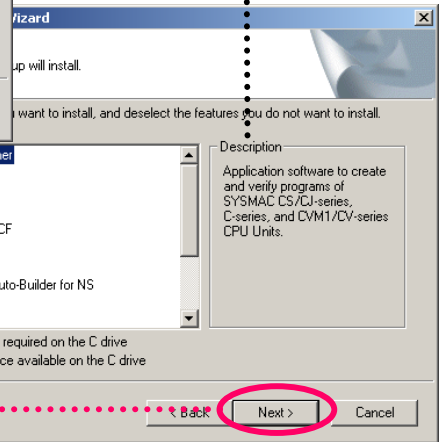 Wizard
up will install.
want to install, and deselect the features you do not want to install.
ner
Description
Application software to create
and verify programs of
SYSMAC CS/CJ-series,
C-series, and CVM1/CV-series
CPU Units.
CF
uto-Builder for NS
required on the C drive
ce available on the C drive
< Back
Next >
Cancel